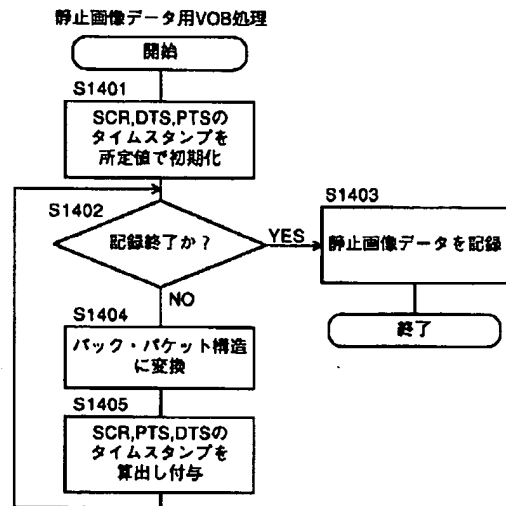 静止画像データ用VOB処理
開始
S1401
SCR,DTS,PTSの
タイムスタンプを
所定値で初期化
S1402
記録終了か？
YES
S1403
静止画像データを記録
終了
NO
S1404
パック・パケット構造
に変換
S1405
SCR,PTS,DTSの
タイムスタンプを
算出し付与